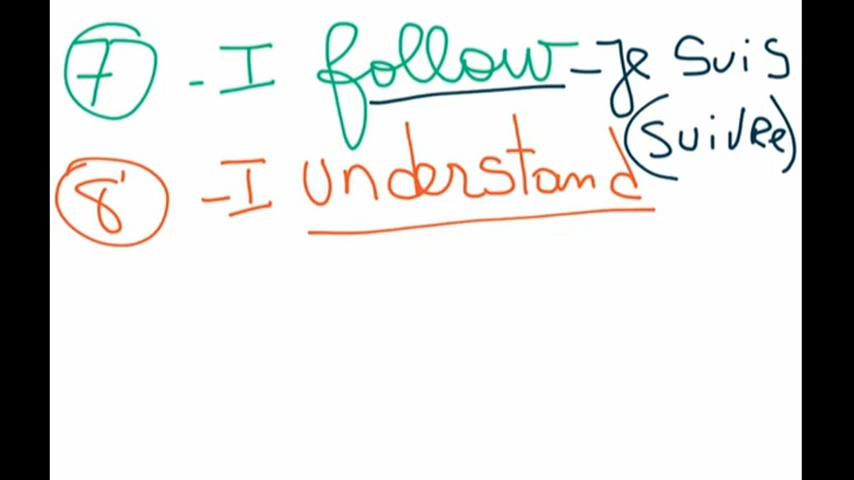 7 - I follow - Je suis
(suivre)
8 - I understand